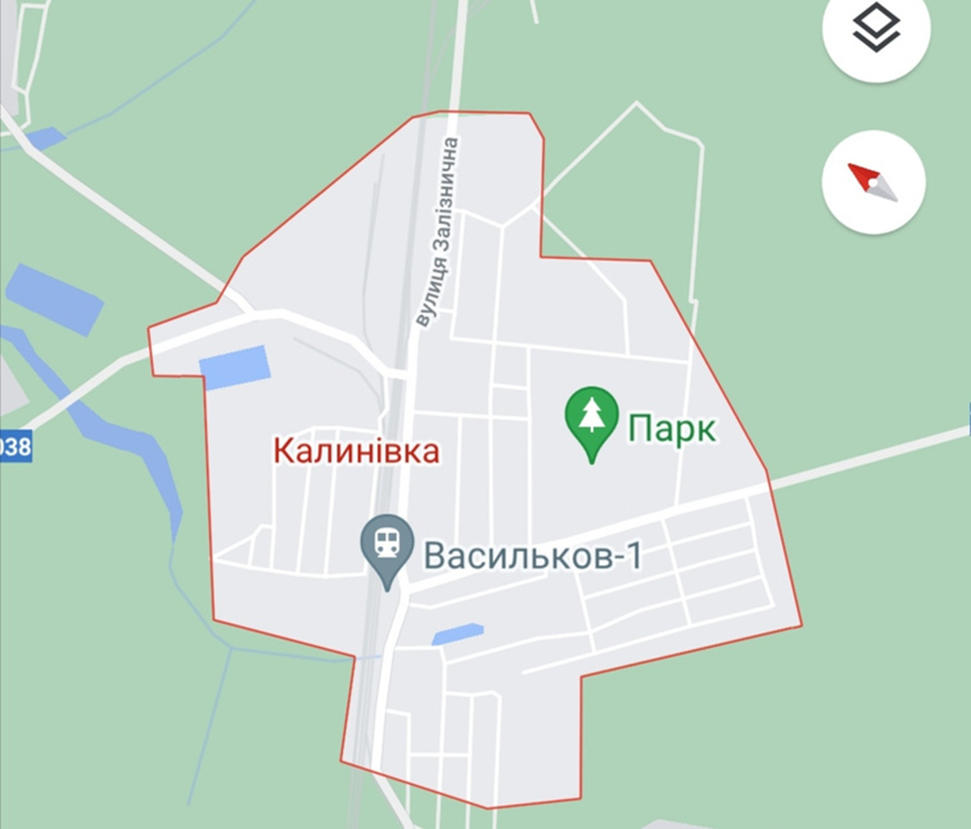 вулиця Залізнична
Парк
038
Калинівка
Васильков-1